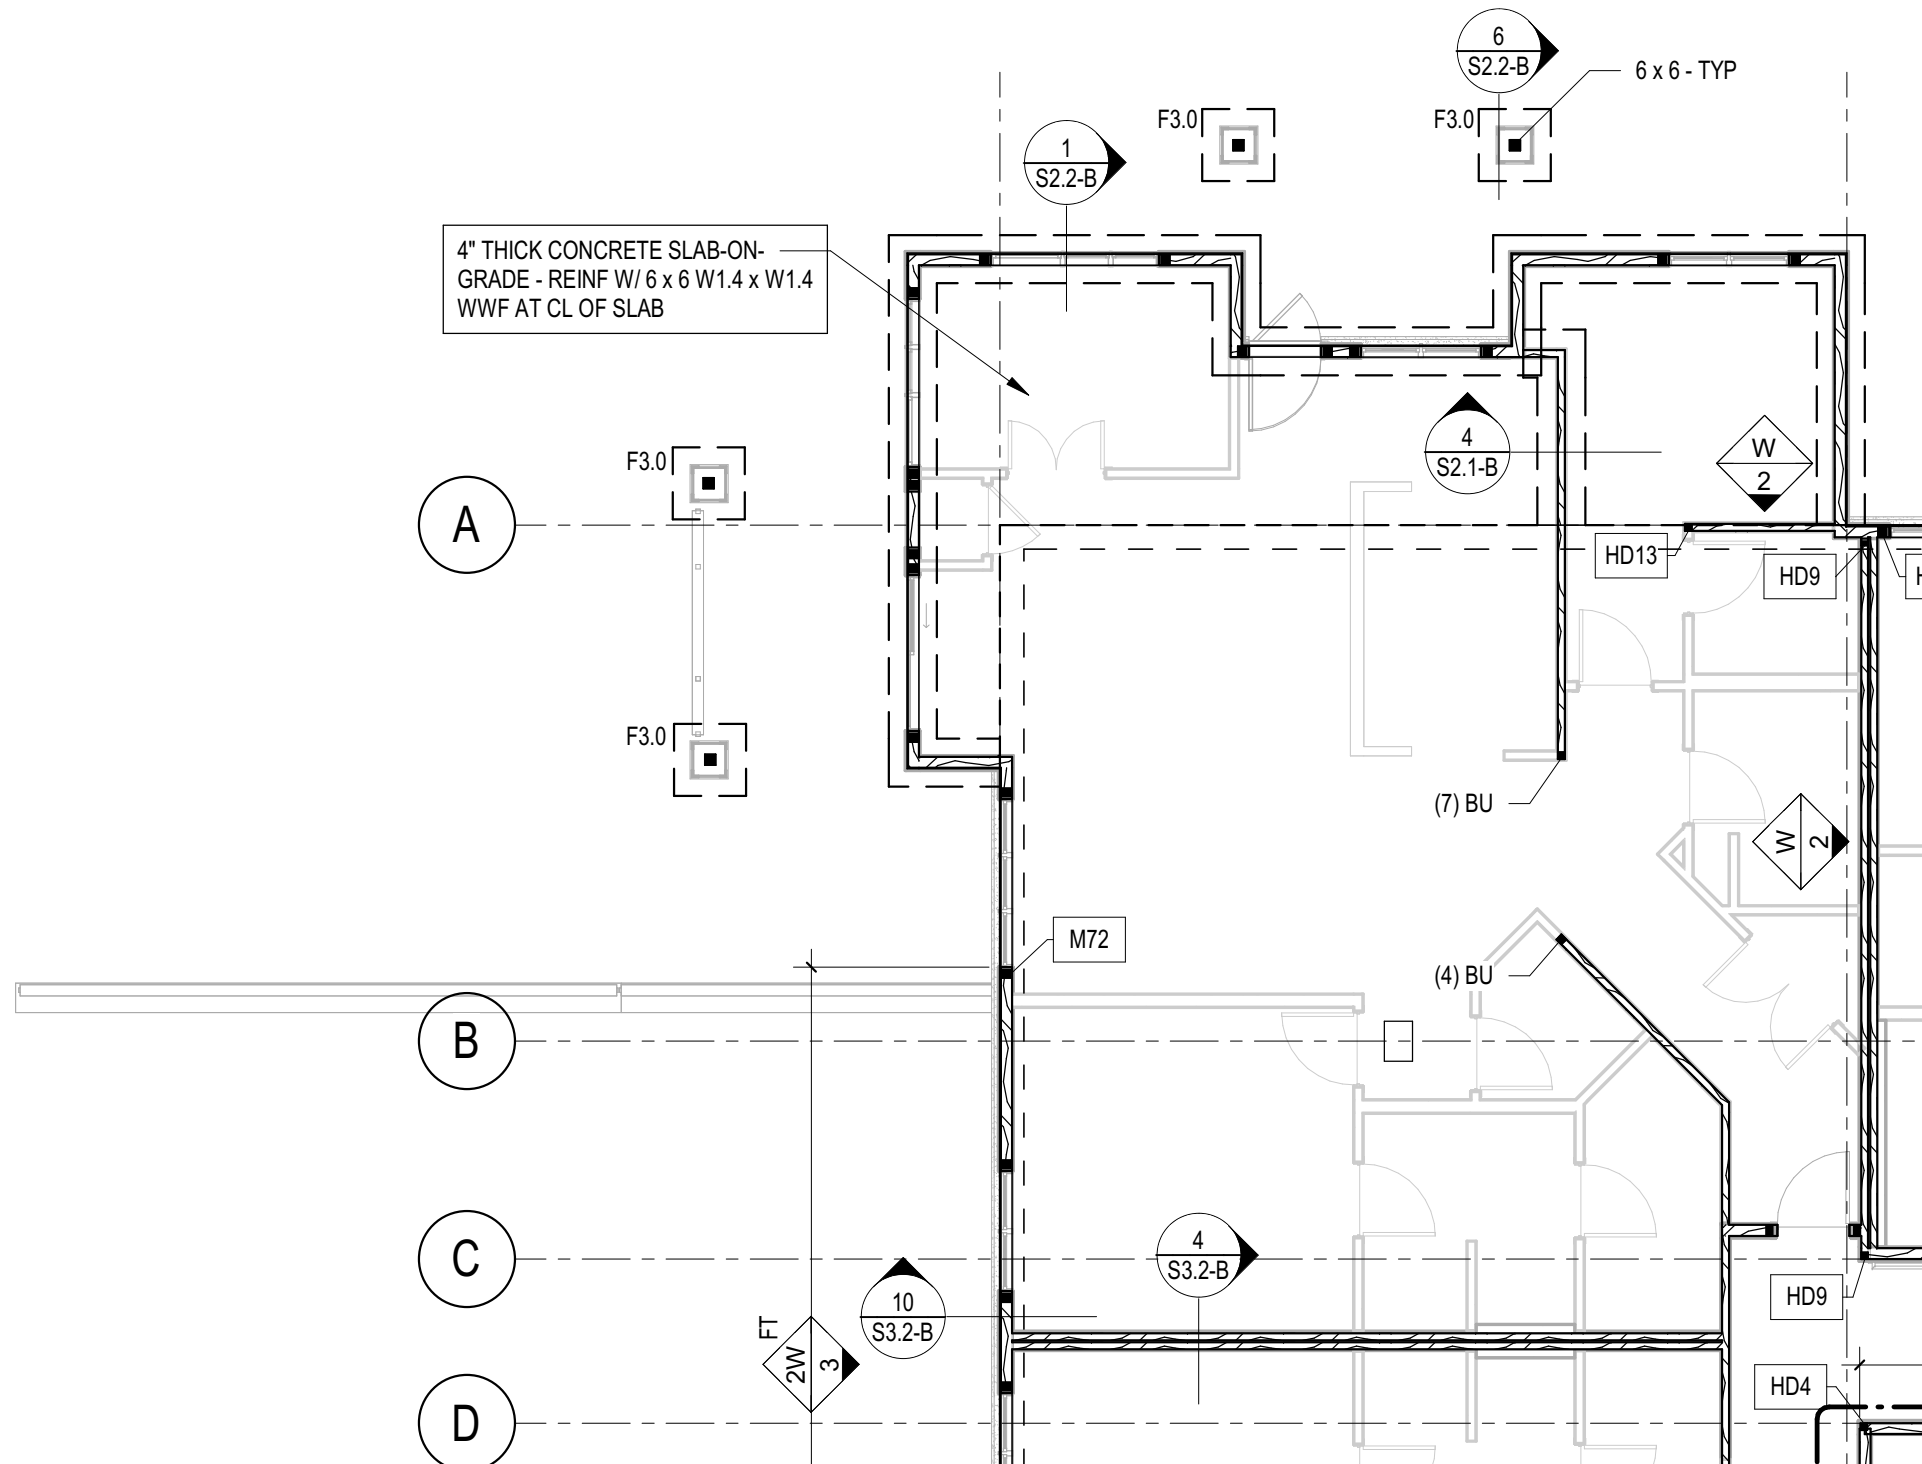 6
S2.2-B
6 x 6 - TYP
F3.0
F3.0
1
S2.2-B
4" THICK CONCRETE SLAB-ON-
GRADE - REINF W/ 6 x 6 W1.4 x W1.4
WWF AT CL OF SLAB
4
S2.1-B
W
2
F3.0
A
HD13
HD9
F3.0
(7) BU
W
2
M72
(4) BU
B
C
4
S3.2-B
10
S3.2-B
HD9
FT
2W
3
HD4
D